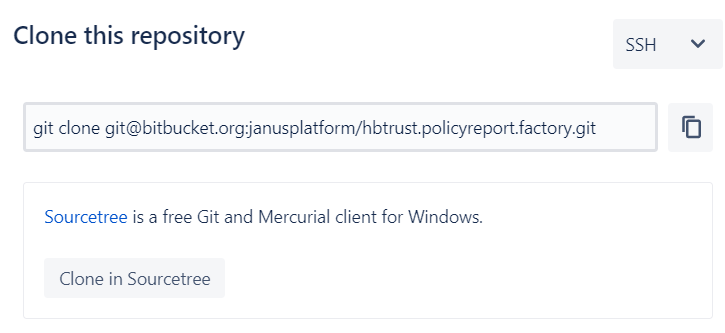 Clone this repository
SSH
git clone git@bitbucket.org:janusplatform/hbtrust.policyreport.factory.git
Sourcetree is a free Git and Mercurial client for Windows.
Clone in Sourcetree